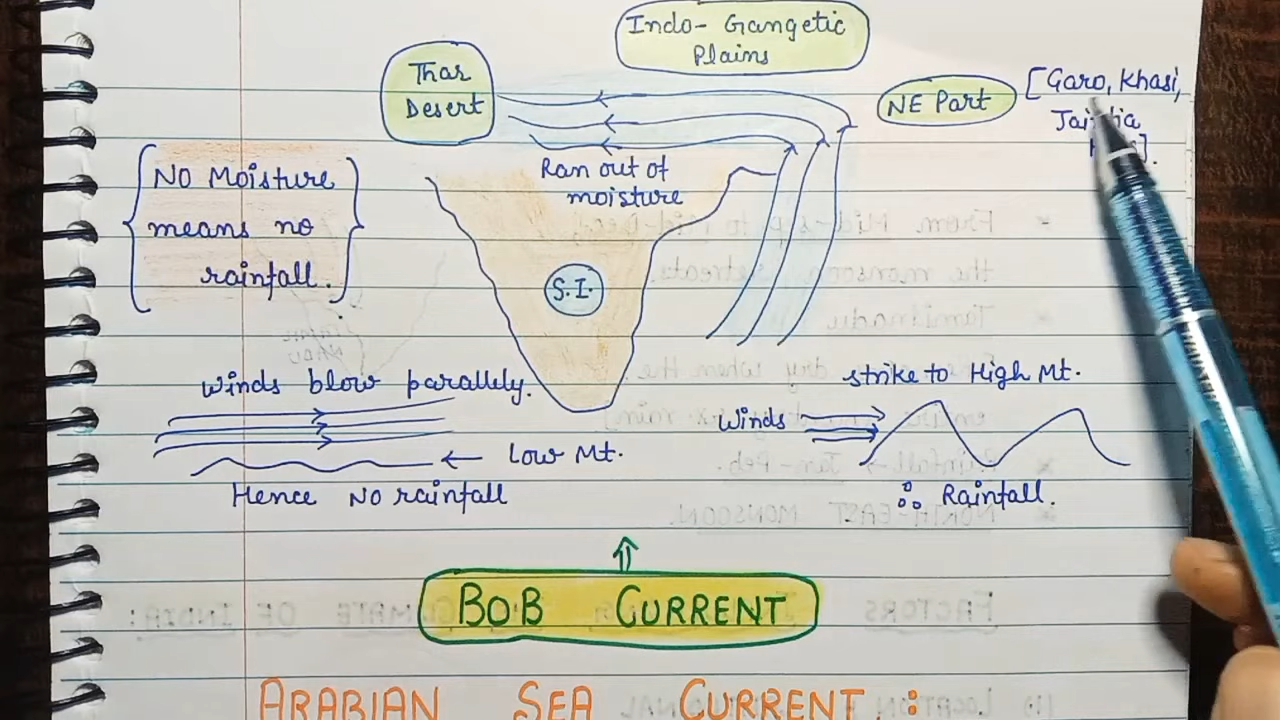 Indo-Gangetic
Plains
Thar
Desert
NE Part
[Garo, Khasi,
Ran out of
moisture
NO Moisture
means no
rainfall.
S.I.
Winds blow parallely.
Low Mt.
Hence No rainfall
strike to High Mt.
Winds
∴ Rainfall.
BOB CURRENT
ARABIAN SEA CURRENT: